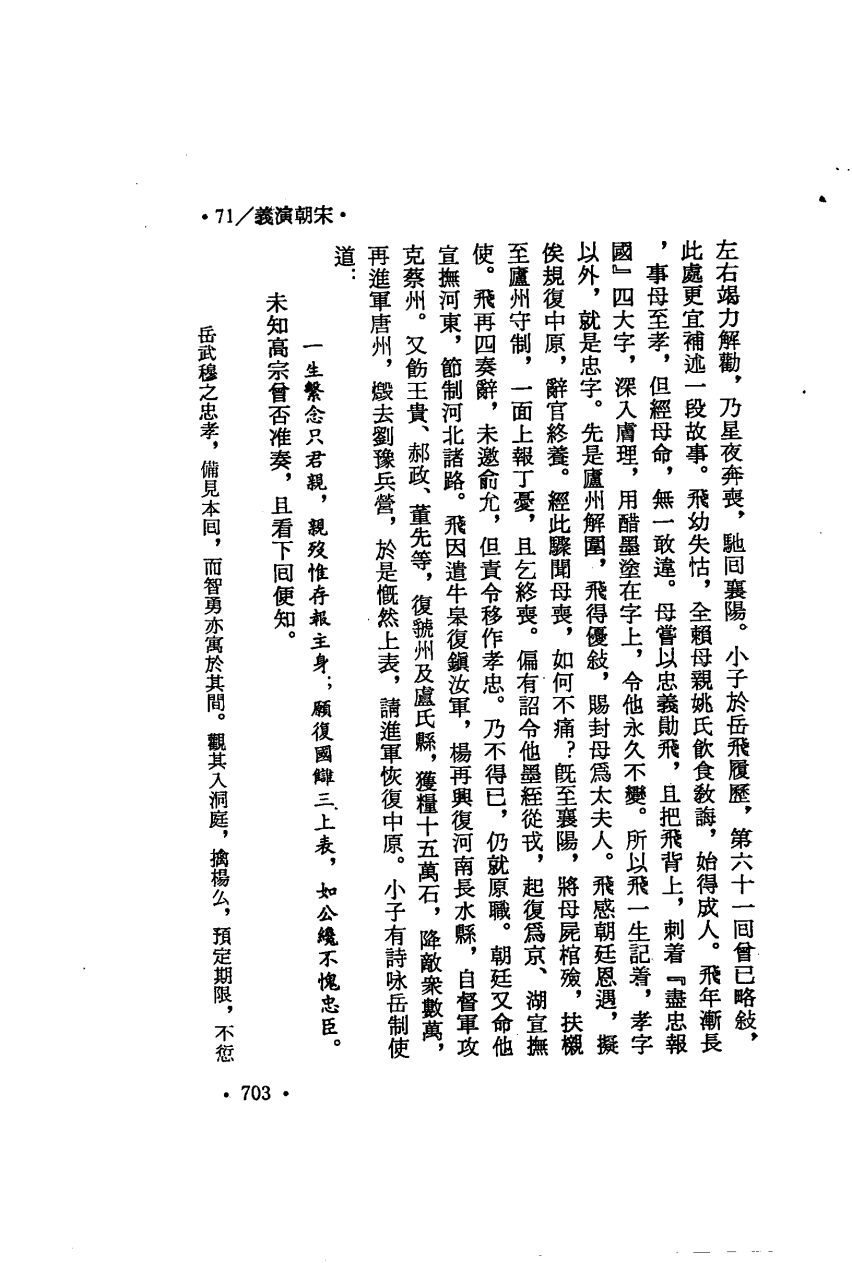 •71/義演朝宋•
左右竭力解勸，乃星夜奔喪，馳回襄陽。小子於岳飛履歷，第六十一回曾已略敍，
此處更宜補述一段故事。飛幼失怙，全賴母親姚氏飲食敎誨，始得成人。飛年漸長
，事母至孝，但經母命，無一敢違。母嘗以忠義勛飛，且把飛背上，刺着『盡忠報
國』四大字，深入膚理，用醋墨塗在字上，令他永久不變。所以飛一生記着，孝字
以外，就是忠字。先是廬州解圍，飛得優敍，賜封母爲太夫人。飛感朝廷恩遇，擬
俟規復中原，辭官終養。經此驟聞母喪，如何不痛？旣至襄陽，將母屍棺殮，扶櫬
至廬州守制，一面上報丁憂，且乞終喪。偏有詔令他墨絰從戎，起復爲京、湖宣撫
使。飛再四奏辭，未邀俞允，但責令移作孝忠。乃不得已，仍就原職。朝廷又命他
宣撫河東，節制河北諸路。飛因遣牛臯復鎭汝軍，楊再興復河南長水縣，自督軍攻
克蔡州。又飭王貴、郝政、董先等，復虢州及盧氏縣，獲糧十五萬石，降敵衆數萬，
再進軍唐州，燬去劉豫兵營，於是慨然上表，請進軍恢復中原。小子有詩咏岳制使
道：
一生繫念只君親，親歿惟存報主身；願復國讎三上表，如公纔不愧忠臣。
未知高宗曾否准奏，且看下回便知。
岳武穆之忠孝，備見本回，而智勇亦寓於其間。觀其入洞庭，擒楊么，預定期限，不愆
•703•